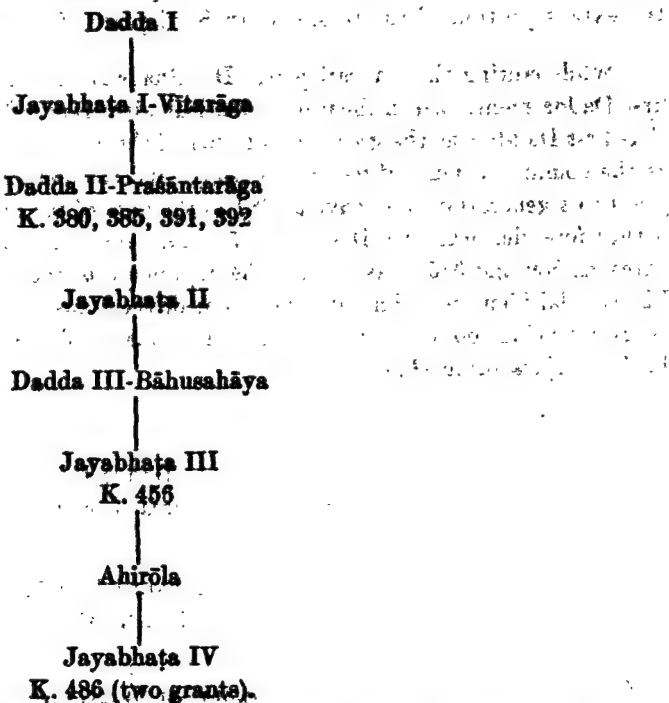 Dadda I
Jayabhaṭa I-Vītarāga
Dadda II-Praśāntarāga
K. 380, 385, 391, 392
Jayabhaṭa II
Dadda III-Bāhusahāya
Jayabhaṭa III
K. 456
Ahirōla
Jayabhaṭa IV
K. 486 (two grants).